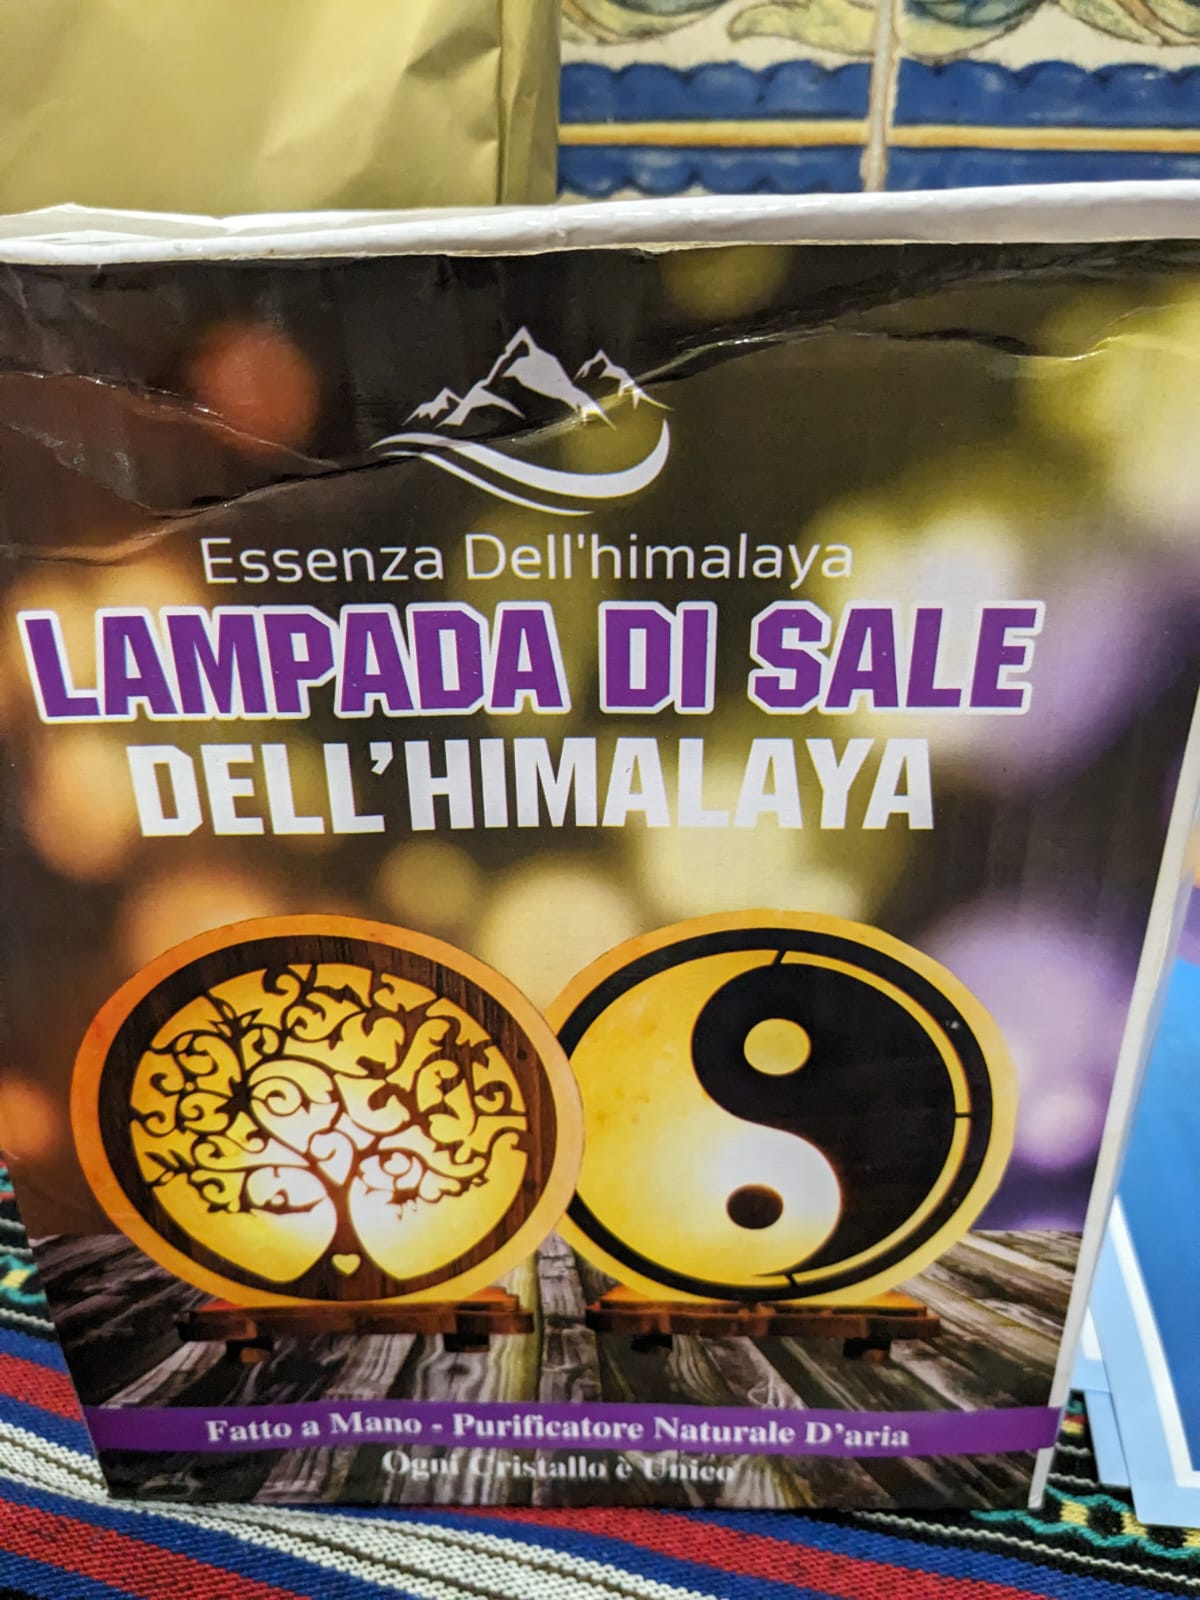 Essenza Dell'himalaya
LAMPADA DI SALE
DELL'HIMALAYA
Fatto a Mano - Purificatore Naturale D'aria
Ogni Cristallo è Unico